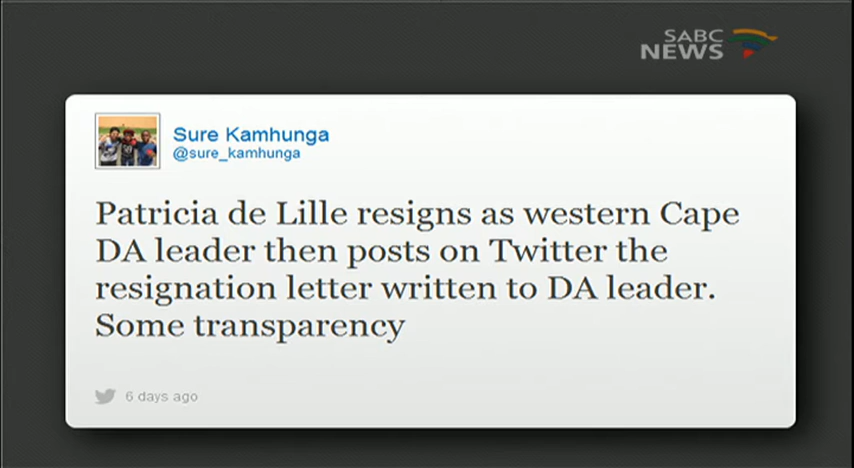 SABC
NEWS
Sure Kamhunga
@sure_kamhunga
Patricia de Lille resigns as western Cape
DA leader then posts on Twitter the
resignation letter written to DA leader.
Some transparency
6 days ago